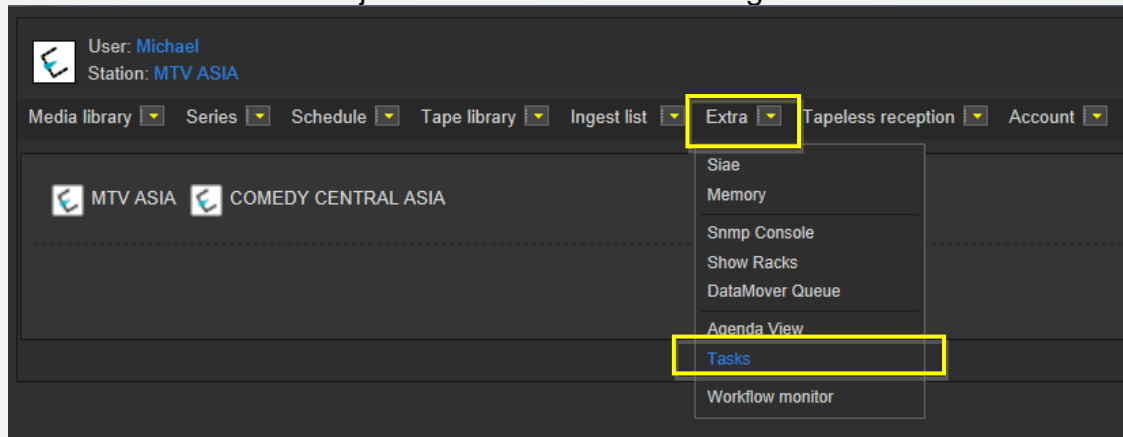 User: Michael
Station: MTV ASIA
Media library Series Schedule Tape library Ingest list Extra Tapeless reception Account
MTV ASIA COMEDY CENTRAL ASIA
Siae
Memory
Snmp Console
Show Racks
DataMover Queue
Agenda View
Tasks
Workflow monitor